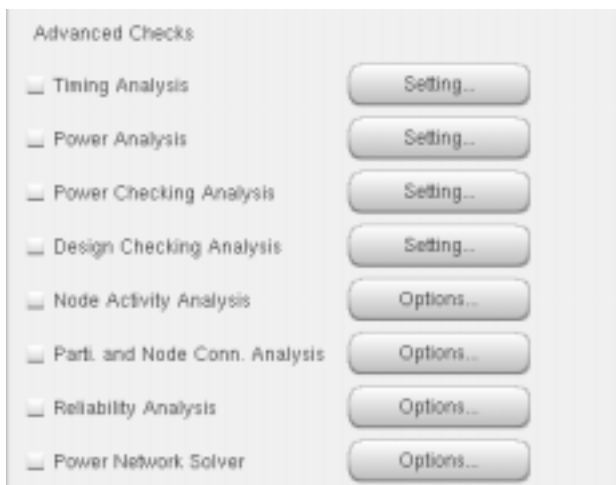 Advanced Checks
Timing Analysis Setting...
Power Analysis Setting...
Power Checking Analysis Setting...
Design Checking Analysis Setting...
Node Activity Analysis Options...
Parti. and Node Conn. Analysis Options...
Reliability Analysis Options...
Power Network Solver Options...